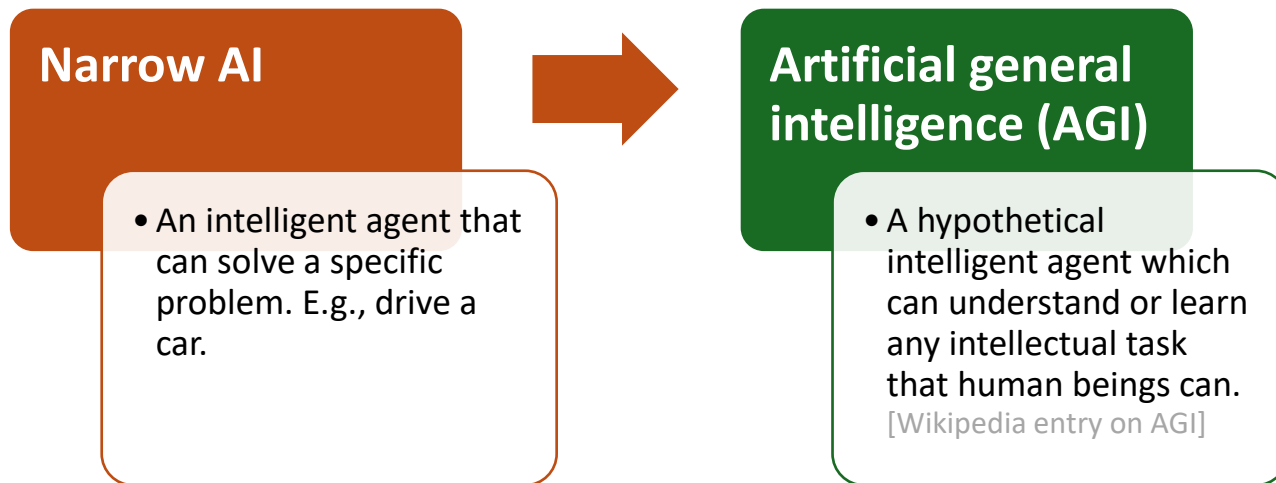 Narrow AI
• An intelligent agent that
can solve a specific
problem. E.g., drive a
car.
Artificial general
intelligence (AGI)
• A hypothetical
intelligent agent which
can understand or learn
any intellectual task
that human beings can.
[Wikipedia entry on AGI]